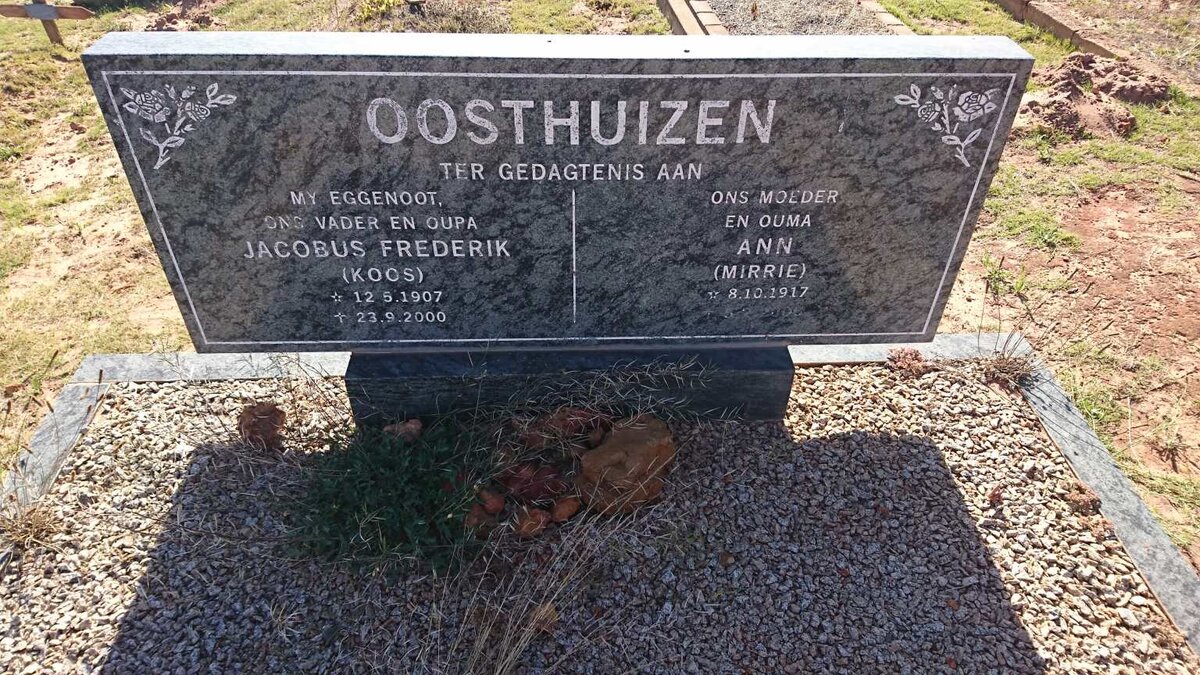 OOSTHUIZEN
TER GEDAGTENIS AAN
MY EGGENOOT,
ONS VADER EN OUPA
JACOBUS FREDERIK
(KOOS)
☆ 12.5.1907
✝ 23.9.2000
ONS MOEDER
EN OUMA
ANN
(MIRRIE)
☆ 8.10.1917